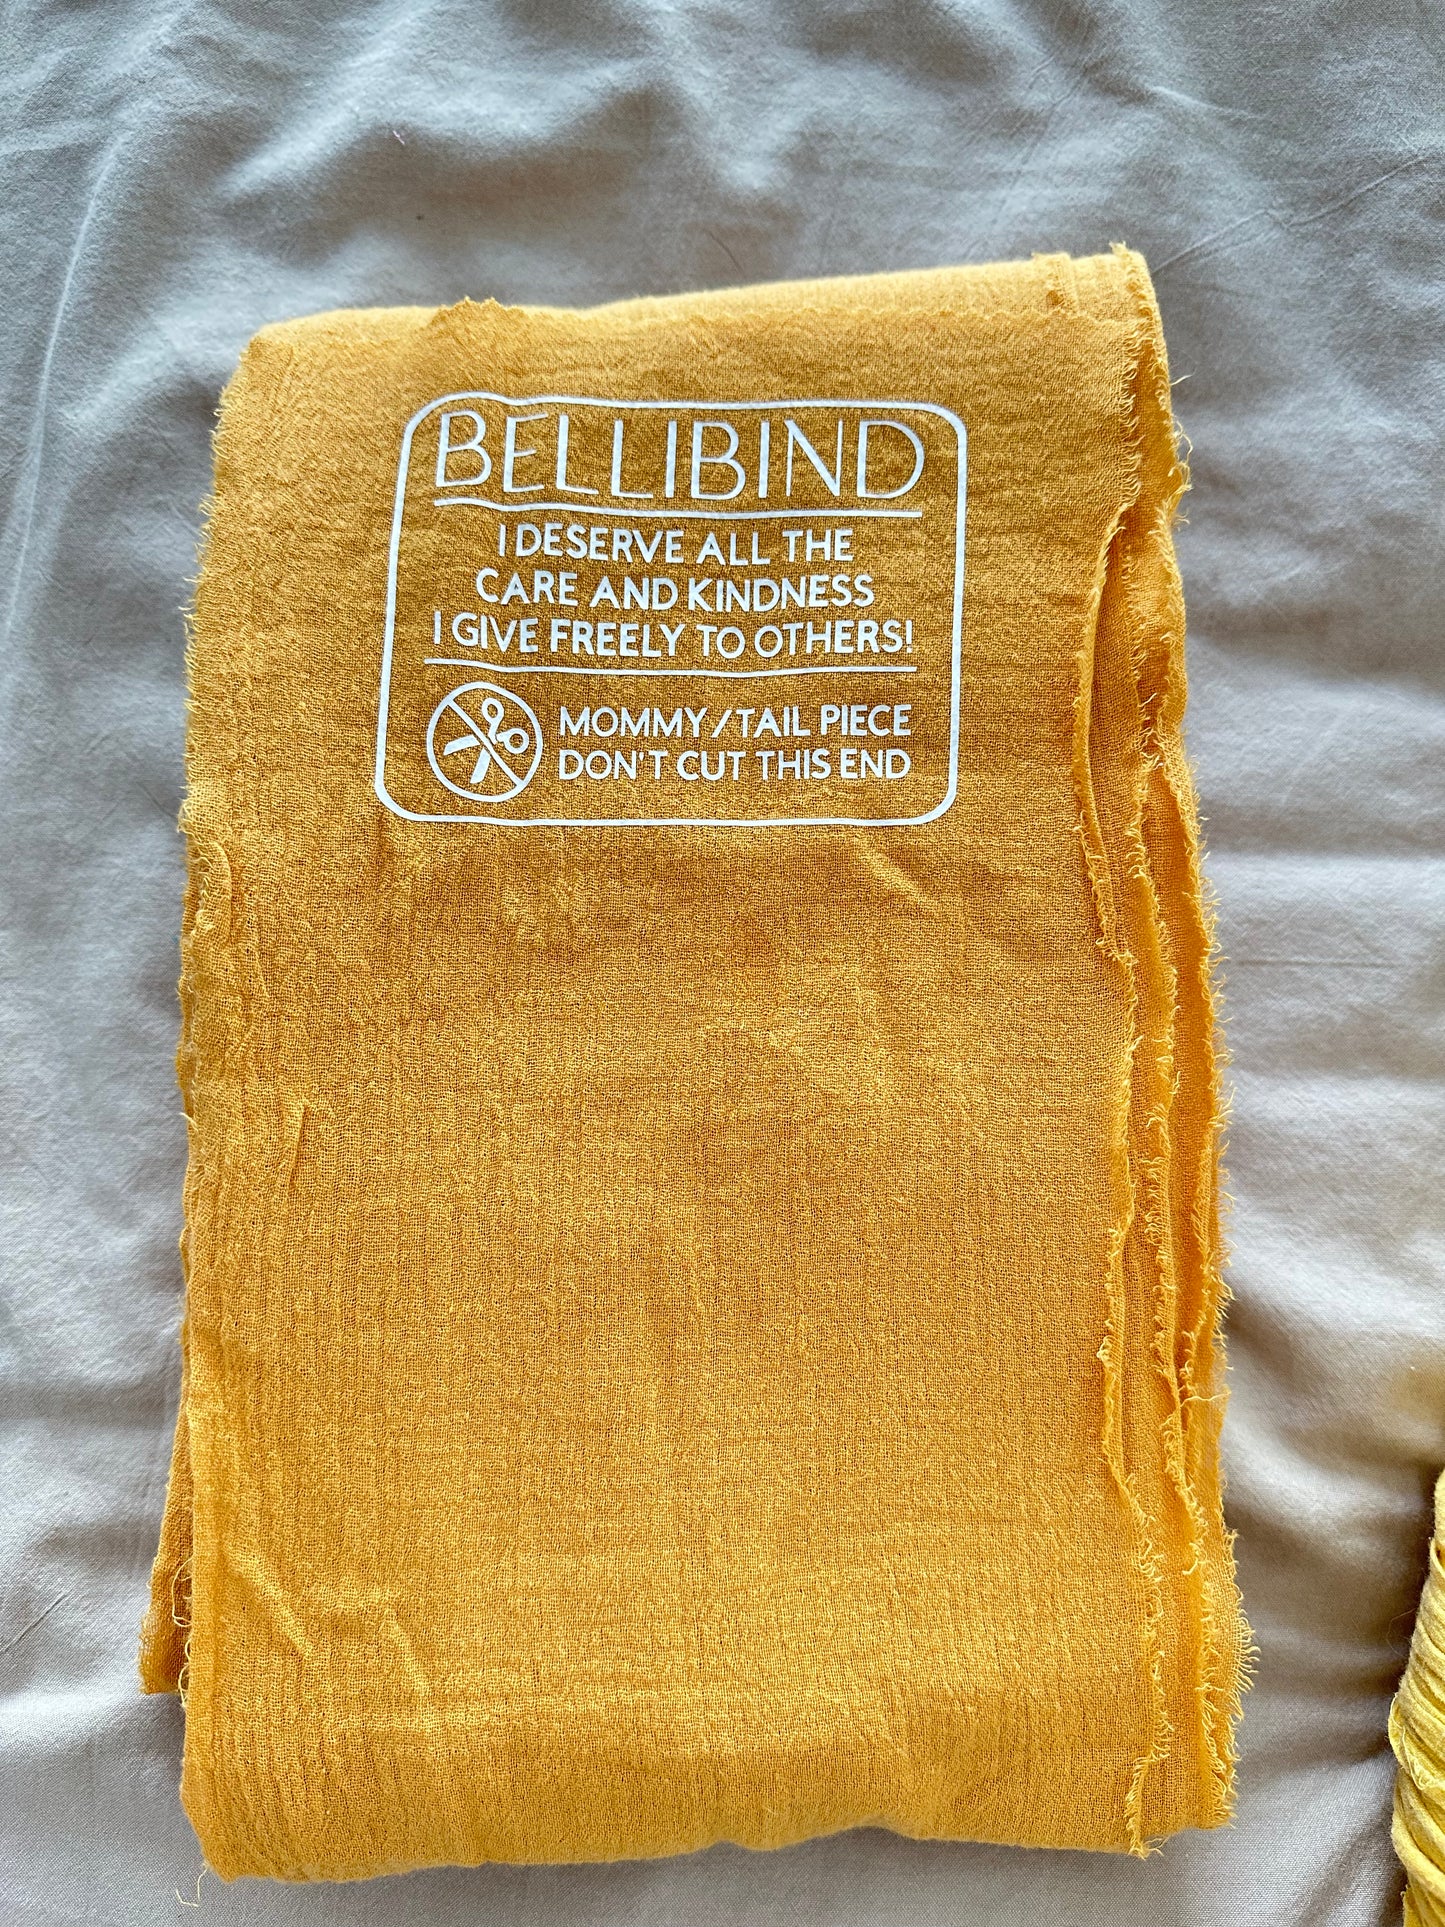 BELLIBIND
I DESERVE ALL THE
CARE AND KINDNESS
I GIVE FREELY TO OTHERS!
MOMMY/TAIL PIECE
DON'T CUT THIS END